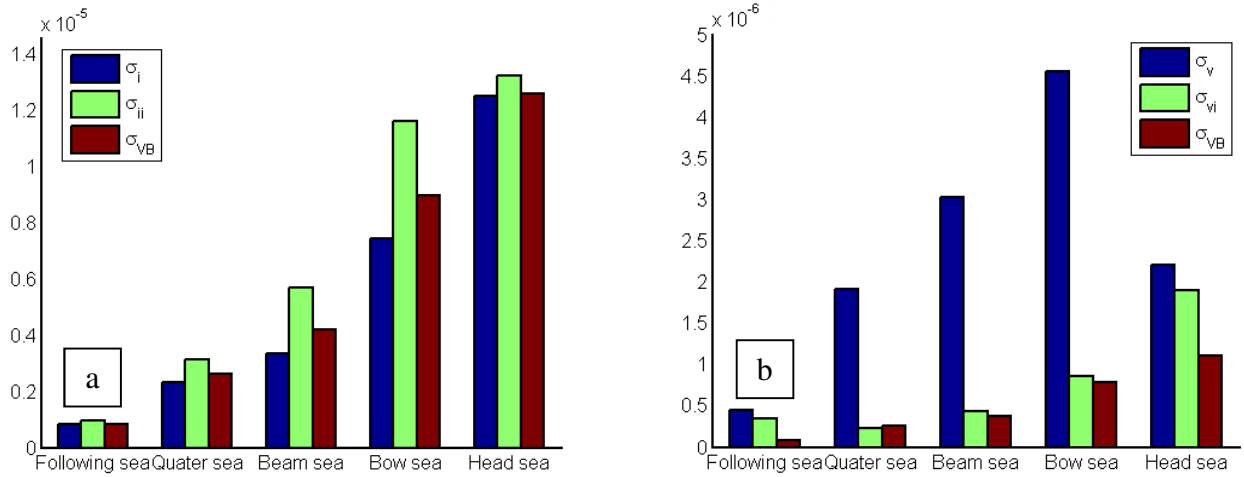 x 10⁻⁵
1.4
1.2
1
0.8
0.6
0.4
0.2
0
σi
σii
σVB
a
Following sea Quater sea Beam sea Bow sea Head sea
x 10⁻⁶
5
4.5
4
3.5
3
2.5
2
1.5
1
0.5
0
σv
σvi
σVB
b
Following sea Quater sea Beam sea Bow sea Head sea